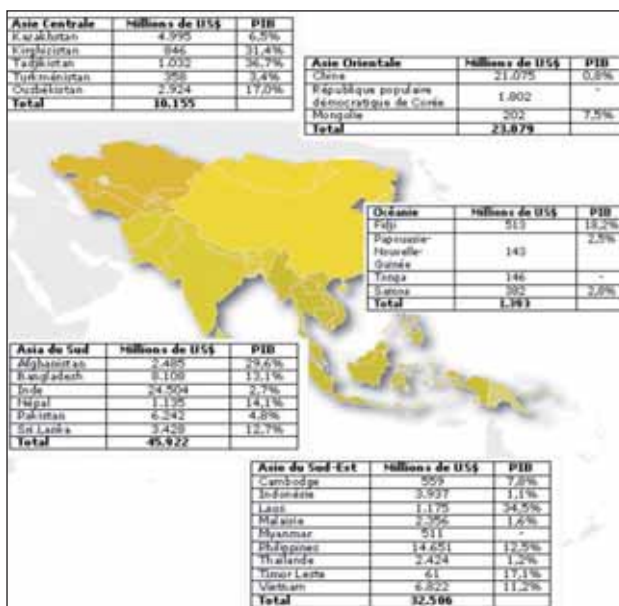 Asie Centrale Millions de US$ PIB
Kazakhstan 4.995 6,5%
Kirghizistan 846 31,4%
Tadjikistan 1.032 36,7%
Turkménistan 358 3,4%
Ouzbékistan 2.924 17,0%
Total 10.155
Asie Orientale Millions de US$ PIB
Chine 21.075 0,8%
République populaire
démocratique de Corée 1.802 -
Mongolie 202 7,5%
Total 23.079
Océanie Millions de US$ PIB
Fidji 513 18,2%
Papouasie-
Nouvelle-
Guinée 143 2,5%
Tonga 146 -
Samoa 382 2,8%
Total 1.393
Asia du Sud Millions de US$ PIB
Afghanistan 2.485 29,6%
Bangladesh 8.108 13,1%
Inde 24.504 2,7%
Népal 1.135 14,1%
Pakistan 6.242 4,8%
Sri Lanka 3.428 12,7%
Total 45.922
Asie du Sud-Est Millions de US$ PIB
Cambodge 559 7,8%
Indonésie 3.937 1,1%
Laos 1.175 34,5%
Malaisie 2.356 1,6%
Myanmar 511 -
Philippines 14.651 12,5%
Thaïlande 2.424 1,2%
Timor Leste 61 17,1%
Vietnam 6.822 11,2%
Total 32.506